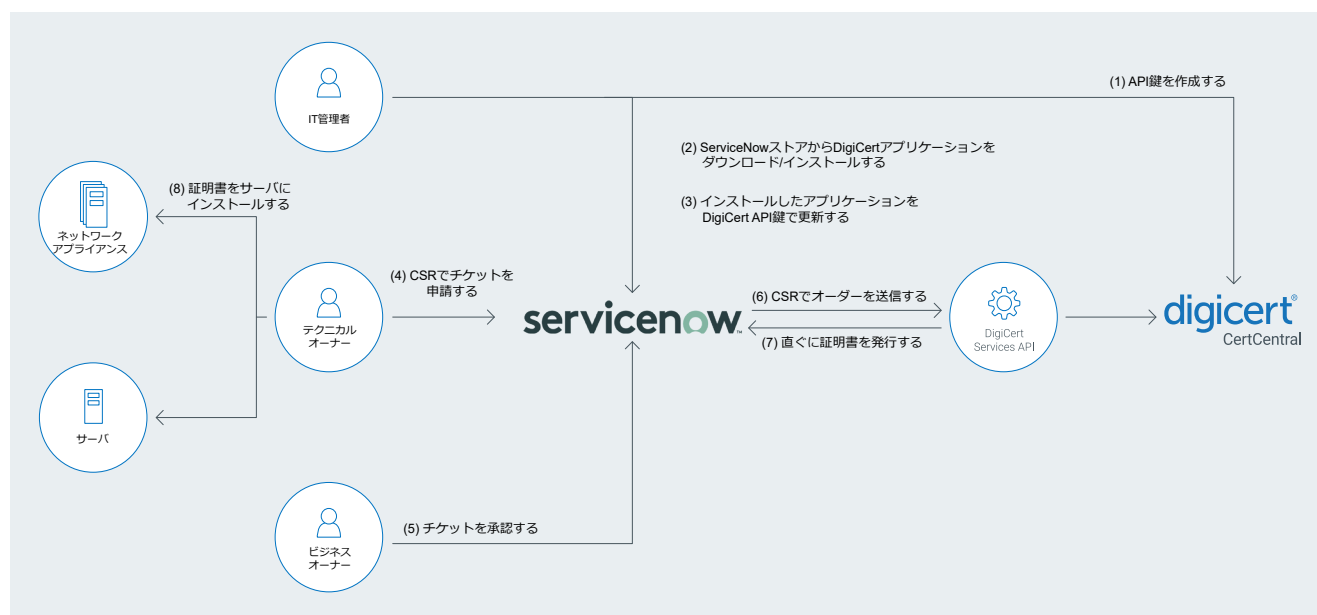 (1) API鍵を作成する
IT管理者
(2) ServiceNowストアからDigiCertアプリケーションを
ダウンロード/インストールする
(3) インストールしたアプリケーションを
DigiCert API鍵で更新する
(8) 証明書をサーバに
インストールする
ネットワーク
アプライアンス
(4) CSRでチケットを
申請する
テクニカル
オーナー
servicenow™
(6) CSRでオーダーを送信する
(7) 直ぐに証明書を発行する
DigiCert
Services API
digicert®
CertCentral
サーバ
(5) チケットを承認する
ビジネス
オーナー